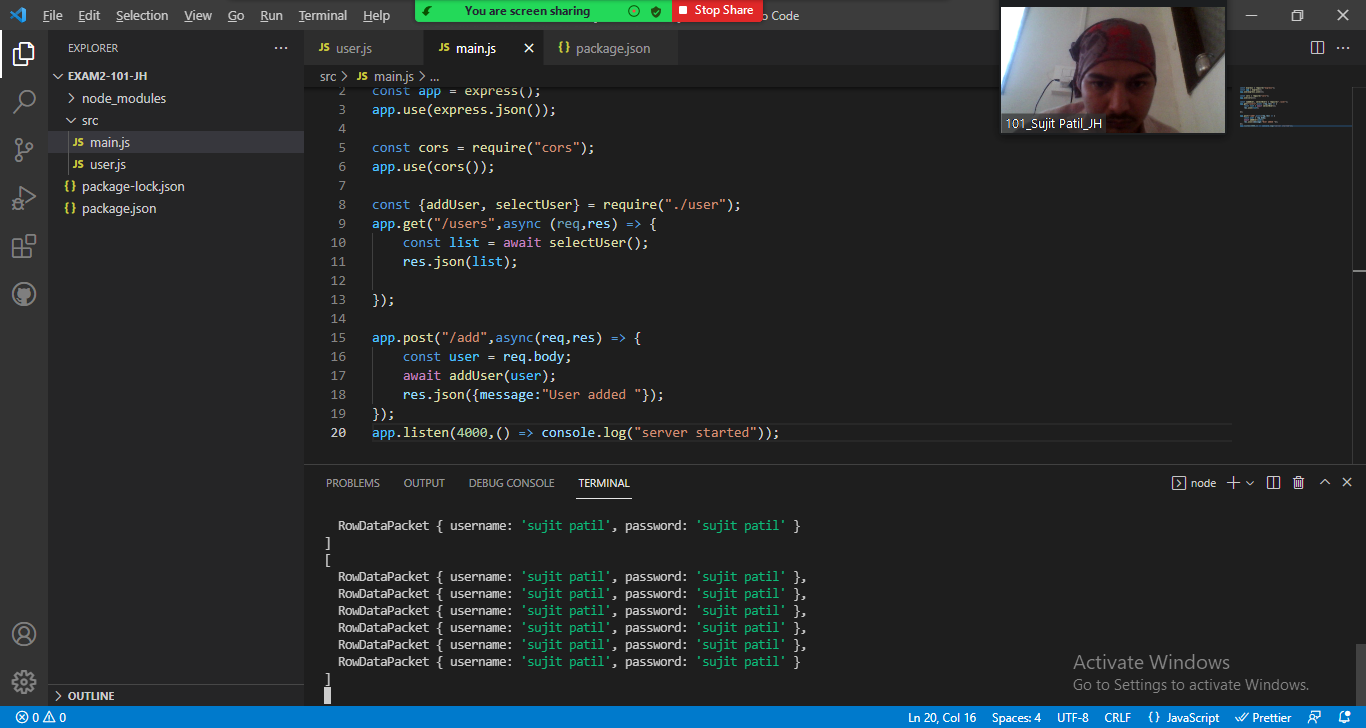 File Edit Selection View Go Run Terminal Help
You are screen sharing
Stop Share
o Code
EXPLORER
EXAM2-101-JH
node_modules
src
JS main.js
JS user.js
{} package-lock.json
{} package.json
OUTLINE
JS user.js
JS main.js
{} package.json
src > JS main.js > ...
101_Sujit Patil_JH
2 const app = express();
3 app.use(express.json());
4
5 const cors = require("cors");
6 app.use(cors());
7
8 const {addUser, selectUser} = require("./user");
9 app.get("/users",async (req,res) => {
10 const list = await selectUser();
11 res.json(list);
12
13 });
14
15 app.post("/add",async(req,res) => {
16 const user = req.body;
17 await addUser(user);
18 res.json({message:"User added "});
19 });
20 app.listen(4000,() => console.log("server started"));
PROBLEMS OUTPUT DEBUG CONSOLE TERMINAL
node
RowDataPacket { username: 'sujit patil', password: 'sujit patil' }
]
[
RowDataPacket { username: 'sujit patil', password: 'sujit patil' },
RowDataPacket { username: 'sujit patil', password: 'sujit patil' },
RowDataPacket { username: 'sujit patil', password: 'sujit patil' },
RowDataPacket { username: 'sujit patil', password: 'sujit patil' },
RowDataPacket { username: 'sujit patil', password: 'sujit patil' },
RowDataPacket { username: 'sujit patil', password: 'sujit patil' }
]
Activate Windows
Go to Settings to activate Windows.
0 0
Ln 20, Col 16 Spaces: 4 UTF-8 CRLF {} JavaScript Prettier